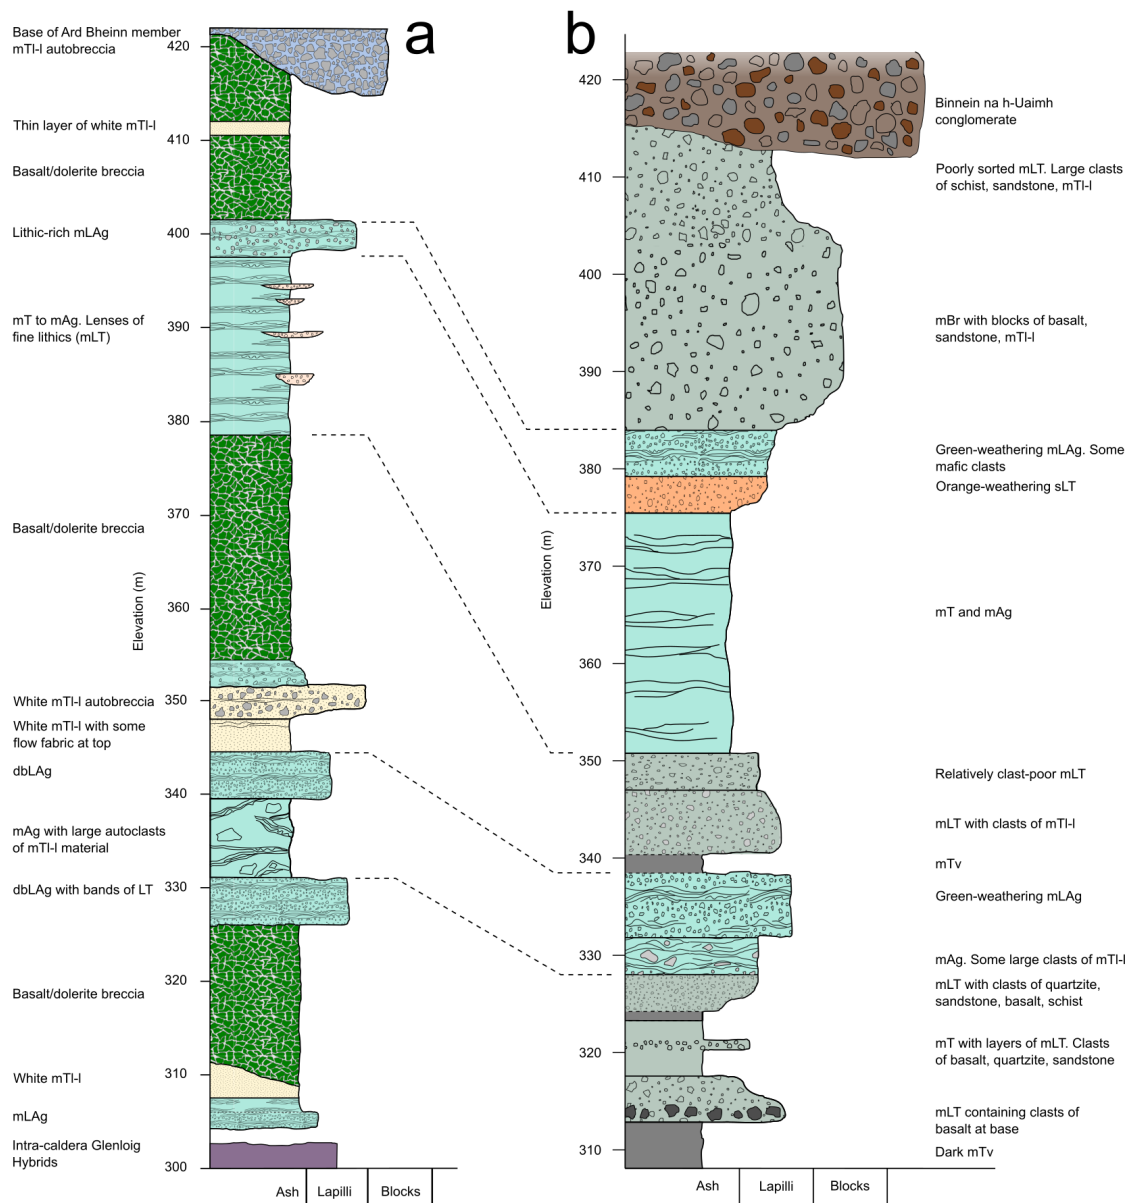 a
Base of Ard Bheinn member
mTl-l autobreccia
Thin layer of white mTl-l
Basalt/dolerite breccia
Lithic-rich mLAg
mT to mAg. Lenses of
fine lithics (mLT)
Basalt/dolerite breccia
White mTl-l autobreccia
White mTl-l with some
flow fabric at top
dbLAg
mAg with large autoclasts
of mTl-l material
dbLAg with bands of LT
Basalt/dolerite breccia
White mTl-l
mLAg
Intra-caldera Glenloig
Hybrids
Elevation (m)
420
410
400
390
380
370
360
350
340
330
320
310
300
Ash
Lapilli
Blocks
b
Elevation (m)
420
410
400
390
380
370
360
350
340
330
320
310
Binnein na h-Uaimh
conglomerate
Poorly sorted mLT. Large clasts
of schist, sandstone, mTl-l
mBr with blocks of basalt,
sandstone, mTl-l
Green-weathering mLAg. Some
mafic clasts
Orange-weathering sLT
mT and mAg
Relatively clast-poor mLT
mLT with clasts of mTl-l
mTv
Green-weathering mLAg
mAg. Some large clasts of mTl-l
mLT with clasts of quartzite,
sandstone, basalt, schist
mT with layers of mLT. Clasts
of basalt, quartzite, sandstone
mLT containing clasts of
basalt at base
Dark mTv
Ash
Lapilli
Blocks